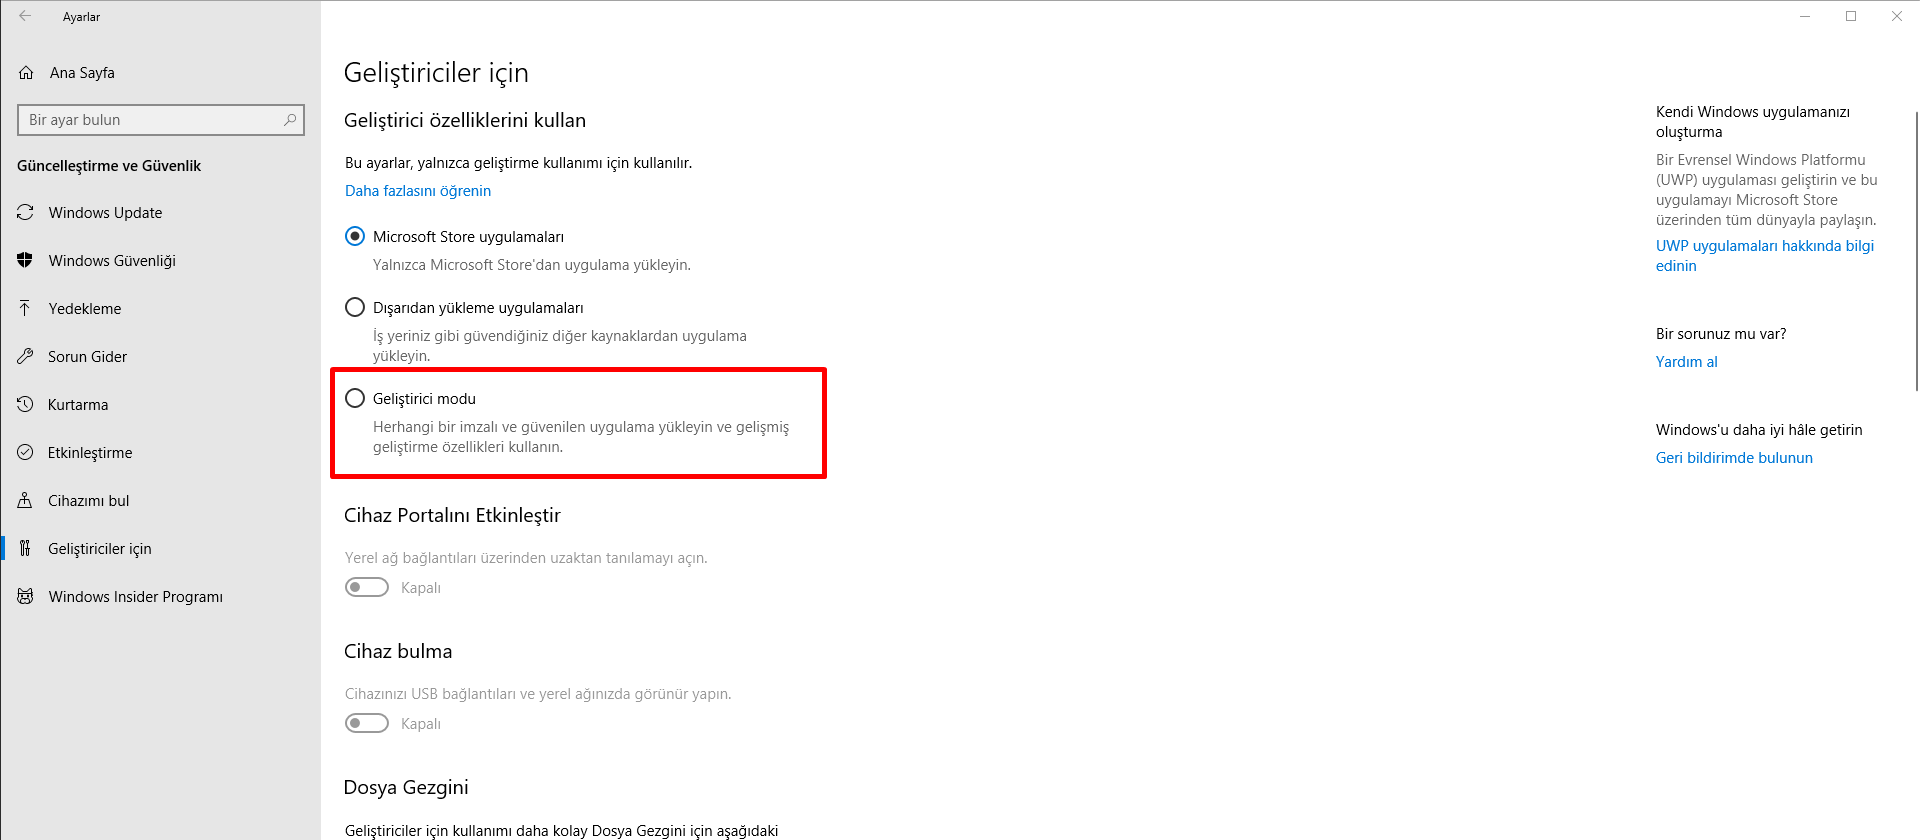 Ayarlar
Ana Sayfa
Bir ayar bulun
Güncelleştirme ve Güvenlik
Windows Update
Windows Güvenliği
Yedekleme
Sorun Gider
Kurtarma
Etkinleştirme
Cihazımı bul
Geliştiriciler için
Windows Insider Programı
Geliştiriciler için
Geliştirici özelliklerini kullan
Bu ayarlar, yalnızca geliştirme kullanımı için kullanılır.
Daha fazlasını öğrenin
Microsoft Store uygulamaları
Yalnızca Microsoft Store'dan uygulama yükleyin.
Dışarıdan yükleme uygulamaları
İş yeriniz gibi güvendiğiniz diğer kaynaklardan uygulama
yükleyin.
Geliştirici modu
Herhangi bir imzalı ve güvenilen uygulama yükleyin ve gelişmiş
geliştirme özellikleri kullanın.
Cihaz Portalını Etkinleştir
Yerel ağ bağlantıları üzerinden uzaktan tanılamayı açın.
Kapalı
Cihaz bulma
Cihazınızı USB bağlantıları ve yerel ağınızda görünür yapın.
Kapalı
Dosya Gezgini
Geliştiriciler için kullanımı daha kolay Dosya Gezgini için aşağıdaki
Kendi Windows uygulamanızı
oluşturma
Bir Evrensel Windows Platformu
(UWP) uygulaması geliştirin ve bu
uygulamayı Microsoft Store
üzerinden tüm dünyayla paylaşın.
UWP uygulamaları hakkında bilgi
edinin
Bir sorunuz mu var?
Yardım al
Windows'u daha iyi hâle getirin
Geri bildirimde bulunun